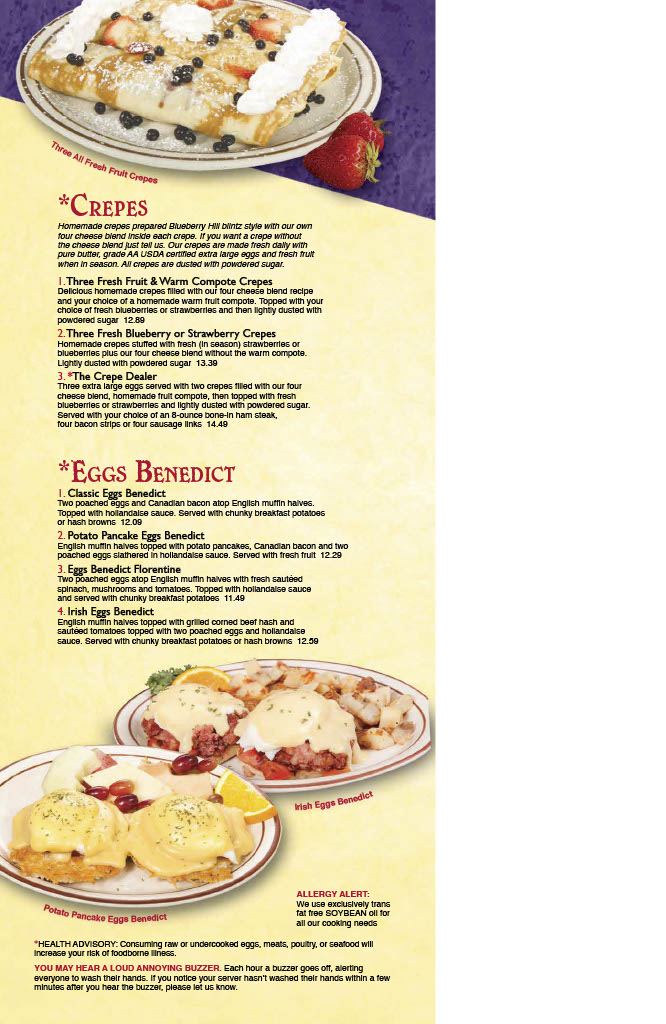 Three All Fresh Fruit Crepes
*CREPES
Homemade crepes prepared Blueberry Hill blintz style with our own
four cheese blend inside each crepe. If you want a crepe without
the cheese blend just tell us. Our crepes are made fresh daily with
pure butter, grade AA USDA certified extra large eggs and fresh fruit
when in season. All crepes are dusted with powdered sugar.
1. Three Fresh Fruit & Warm Compote Crepes
Delicious homemade crepes filled with our four cheese blend recipe
and your choice of a homemade warm fruit compote. Topped with your
choice of fresh blueberries or strawberries and then lightly dusted with
powdered sugar 12.89
2. Three Fresh Blueberry or Strawberry Crepes
Homemade crepes stuffed with fresh (in season) strawberries or
blueberries plus our four cheese blend without the warm compote.
Lightly dusted with powdered sugar 13.39
3. *The Crepe Dealer
Three extra large eggs served with two crepes filled with our four
cheese blend, homemade fruit compote, then topped with fresh
blueberries or strawberries and lightly dusted with powdered sugar.
Served with your choice of an 8-ounce bone-in ham steak,
four bacon strips or four sausage links 14.49
*EGGS BENEDICT
1. Classic Eggs Benedict
Two poached eggs and Canadian bacon atop English muffin halves.
Topped with hollandaise sauce. Served with chunky breakfast potatoes
or hash browns 12.09
2. Potato Pancake Eggs Benedict
English muffin halves topped with potato pancakes, Canadian bacon and two
poached eggs slathered in hollandaise sauce. Served with fresh fruit 12.29
3. Eggs Benedict Florentine
Two poached eggs atop English muffin halves with fresh sautéed
spinach, mushrooms and tomatoes. Topped with hollandaise sauce
and served with chunky breakfast potatoes 11.49
4. Irish Eggs Benedict
English muffin halves topped with grilled corned beef hash and
sautéed tomatoes topped with two poached eggs and hollandaise
sauce. Served with chunky breakfast potatoes or hash browns 12.59
Irish Eggs Benedict
Potato Pancake Eggs Benedict
ALLERGY ALERT:
We use exclusively trans
fat free SOYBEAN oil for
all our cooking needs
*HEALTH ADVISORY: Consuming raw or undercooked eggs, meats, poultry, or seafood will
increase your risk of foodborne illness.
YOU MAY HEAR A LOUD ANNOYING BUZZER. Each hour a buzzer goes off, alerting
everyone to wash their hands. If you notice your server hasn't washed their hands within a few
minutes after you hear the buzzer, please let us know.